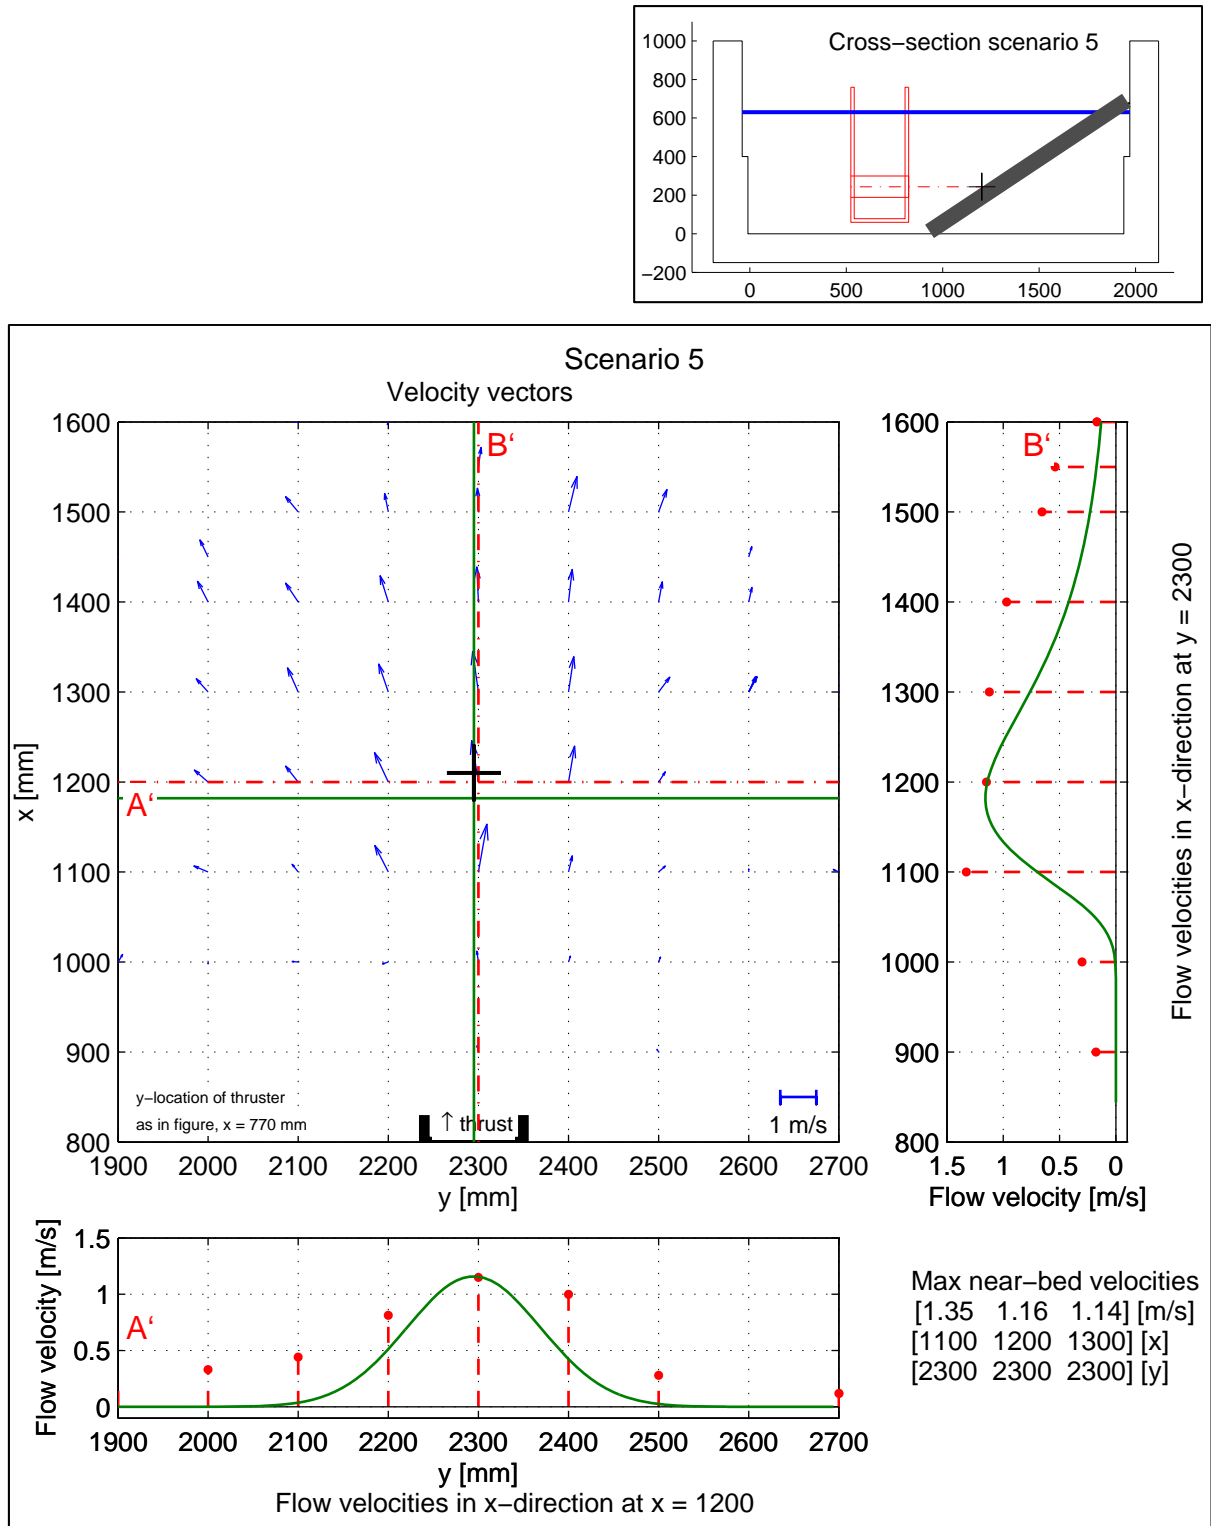 Cross−section scenario 5
1000
800
600
400
200
0
−200
0 500 1000 1500 2000
Scenario 5
Velocity vectors
B‘
B‘
1600
1500
1400
1300
1200
1100
1000
900
800
x [mm]
A‘
y−location of thruster
as in figure, x = 770 mm
↑ thrust
1 m/s
1900 2000 2100 2200 2300 2400 2500 2600 2700
y [mm]
1600
1500
1400
1300
1200
1100
1000
900
800
1.5 1 0.5 0
Flow velocity [m/s]
Flow velocities in x−direction at y = 2300
1.5
1
0.5
0
Flow velocity [m/s]
A‘
1900 2000 2100 2200 2300 2400 2500 2600 2700
y [mm]
Flow velocities in x−direction at x = 1200
Max near−bed velocities
[1.35 1.16 1.14] [m/s]
[1100 1200 1300] [x]
[2300 2300 2300] [y]